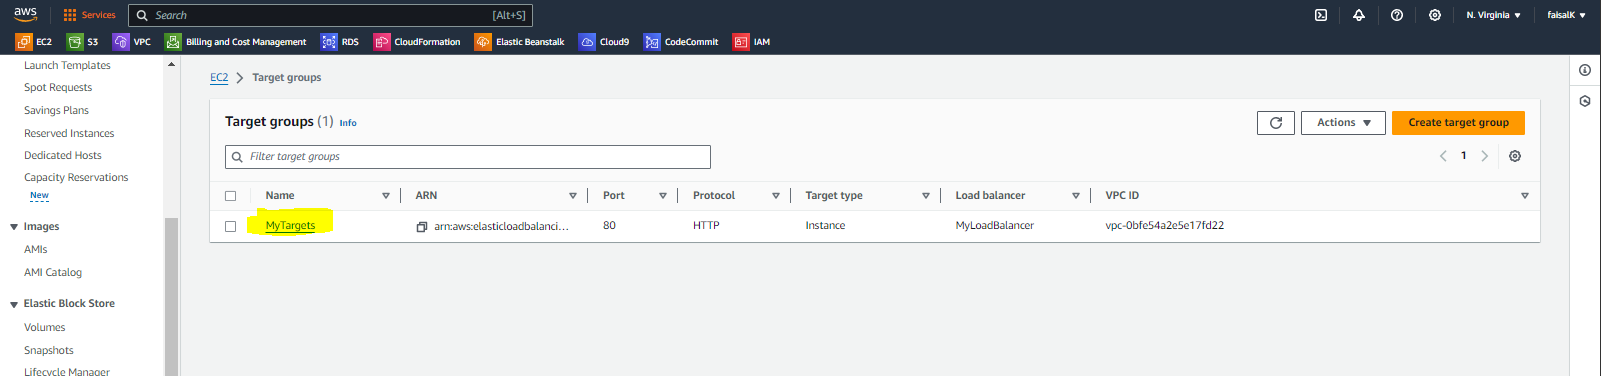 aws
Services
Search
[Alt+S]
N. Virginia
faisalK
EC2
S3
VPC
Billing and Cost Management
RDS
CloudFormation
Elastic Beanstalk
Cloud9
CodeCommit
IAM
Launch Templates
Spot Requests
Savings Plans
Reserved Instances
Dedicated Hosts
Capacity Reservations
New
Images
AMIs
AMI Catalog
Elastic Block Store
Volumes
Snapshots
Lifecycle Manager
EC2 > Target groups
Target groups (1) Info
Actions
Create target group
Filter target groups
1
Name ARN Port Protocol Target type Load balancer VPC ID
MyTargets arn:aws:elasticloadbalanci... 80 HTTP Instance MyLoadBalancer vpc-0bfe54a2e5e17fd22